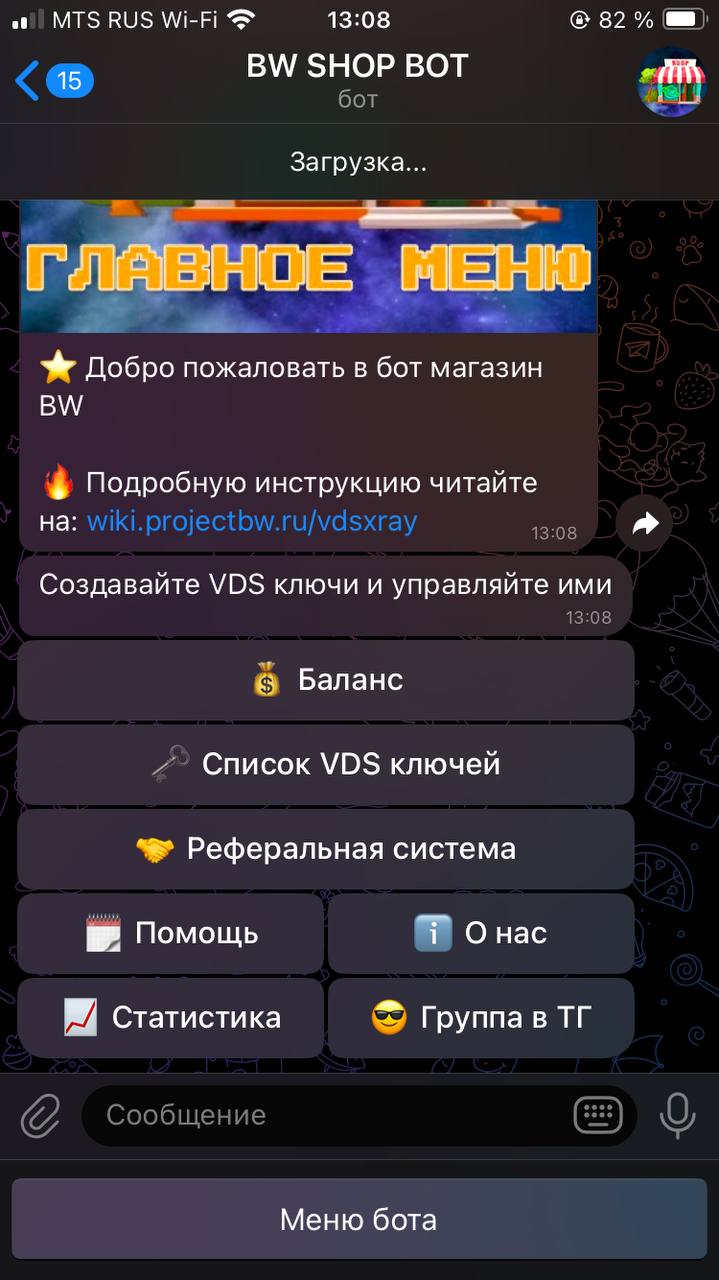 MTS RUS Wi-Fi 13:08 82 %
15 BW SHOP BOT
бот
Загрузка...
ГЛАВНОЕ МЕНЮ
Добро пожаловать в бот магазин
BW
Подробную инструкцию читайте
на: wiki.projectbw.ru/vdsxray 13:08
Создавайте VDS ключи и управляйте ими
13:08
Баланс
Список VDS ключей
Реферальная система
Помощь О нас
Статистика Группа в ТГ
Сообщение
Меню бота